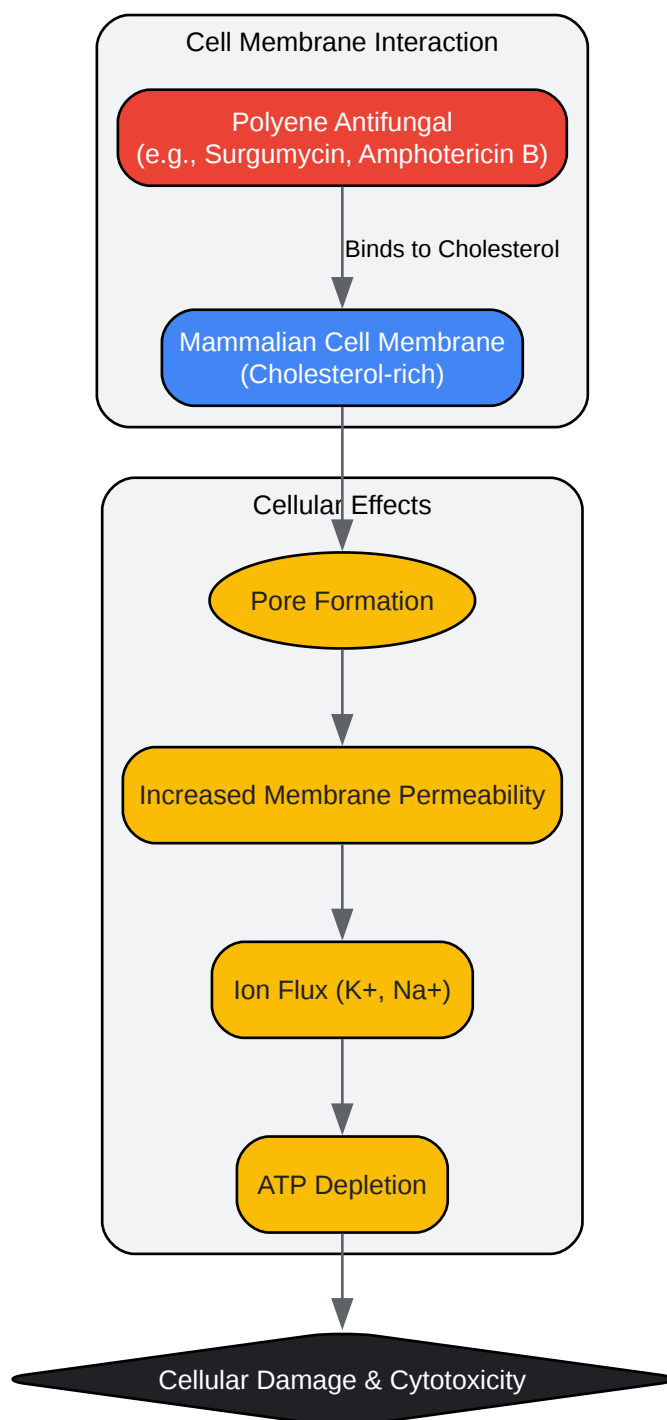 Cell Membrane Interaction
Polyene Antifungal
(e.g., Surgumycin, Amphotericin B)
Binds to Cholesterol
Mammalian Cell Membrane
(Cholesterol-rich)
Cellular Effects
Pore Formation
Increased Membrane Permeability
Ion Flux (K+, Na+)
ATP Depletion
Cellular Damage & Cytotoxicity